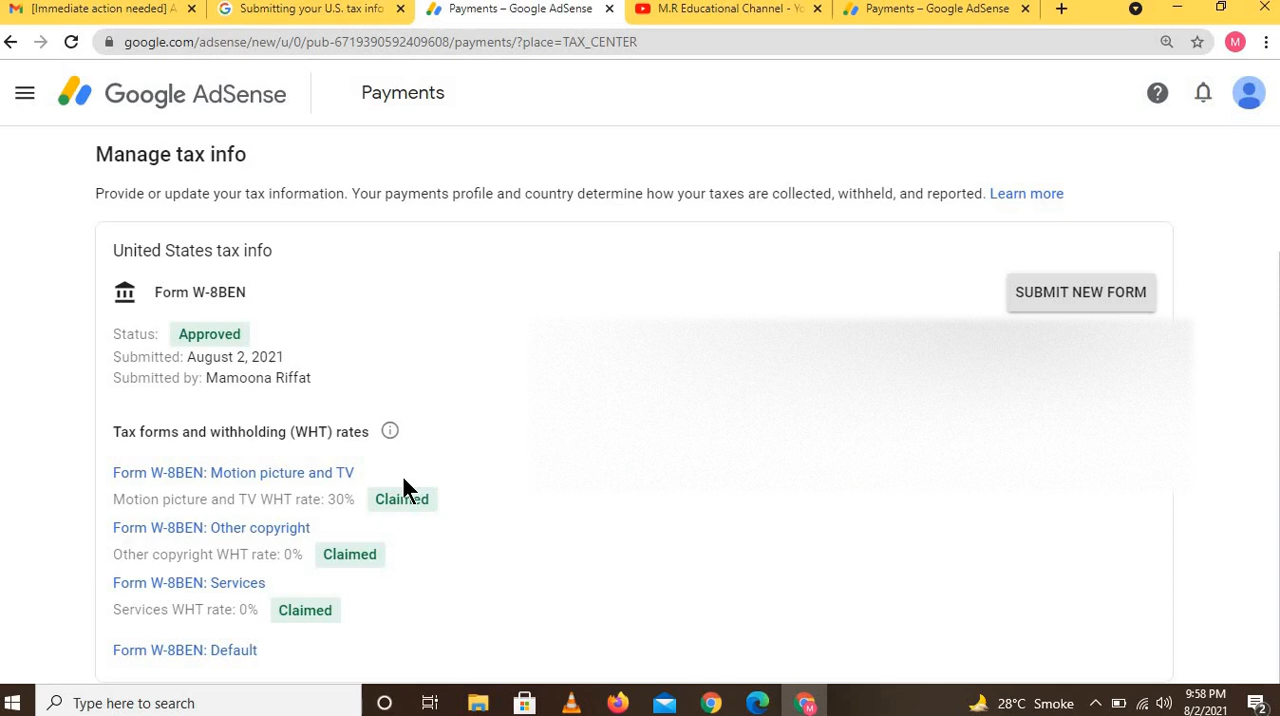 [Immediate action needed] A
Submitting your U.S. tax info
Payments – Google AdSense
M.R Educational Channel - Yo
Payments – Google AdSense
google.com/adsense/new/u/0/pub-6719390592409608/payments/?place=TAX_CENTER
M
Google AdSense
Payments
Manage tax info
Provide or update your tax information. Your payments profile and country determine how your taxes are collected, withheld, and reported. Learn more
United States tax info
Form W-8BEN
SUBMIT NEW FORM
Status: Approved
Submitted: August 2, 2021
Submitted by: Mamoona Riffat
Tax forms and withholding (WHT) rates
Form W-8BEN: Motion picture and TV
Motion picture and TV WHT rate: 30% Claimed
Form W-8BEN: Other copyright
Other copyright WHT rate: 0% Claimed
Form W-8BEN: Services
Services WHT rate: 0% Claimed
Form W-8BEN: Default
Type here to search
28°C Smoke
9:58 PM
8/2/2021
2